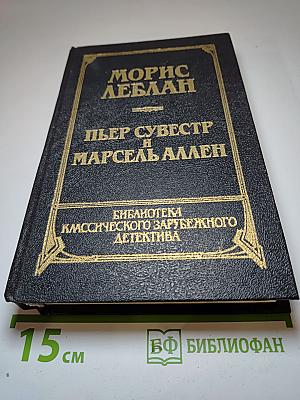 МОРИС
ЛЕБЛАН
ПЬЕР СУВЕСТР
И
МАРСЕЛЬ АЛЛЕН
БИБЛИОТЕКА
КЛАССИЧЕСКОГО ЗАРУБЕЖНОГО
ДЕТЕКТИВА
15 СМ
БФ БИБЛИОФАН